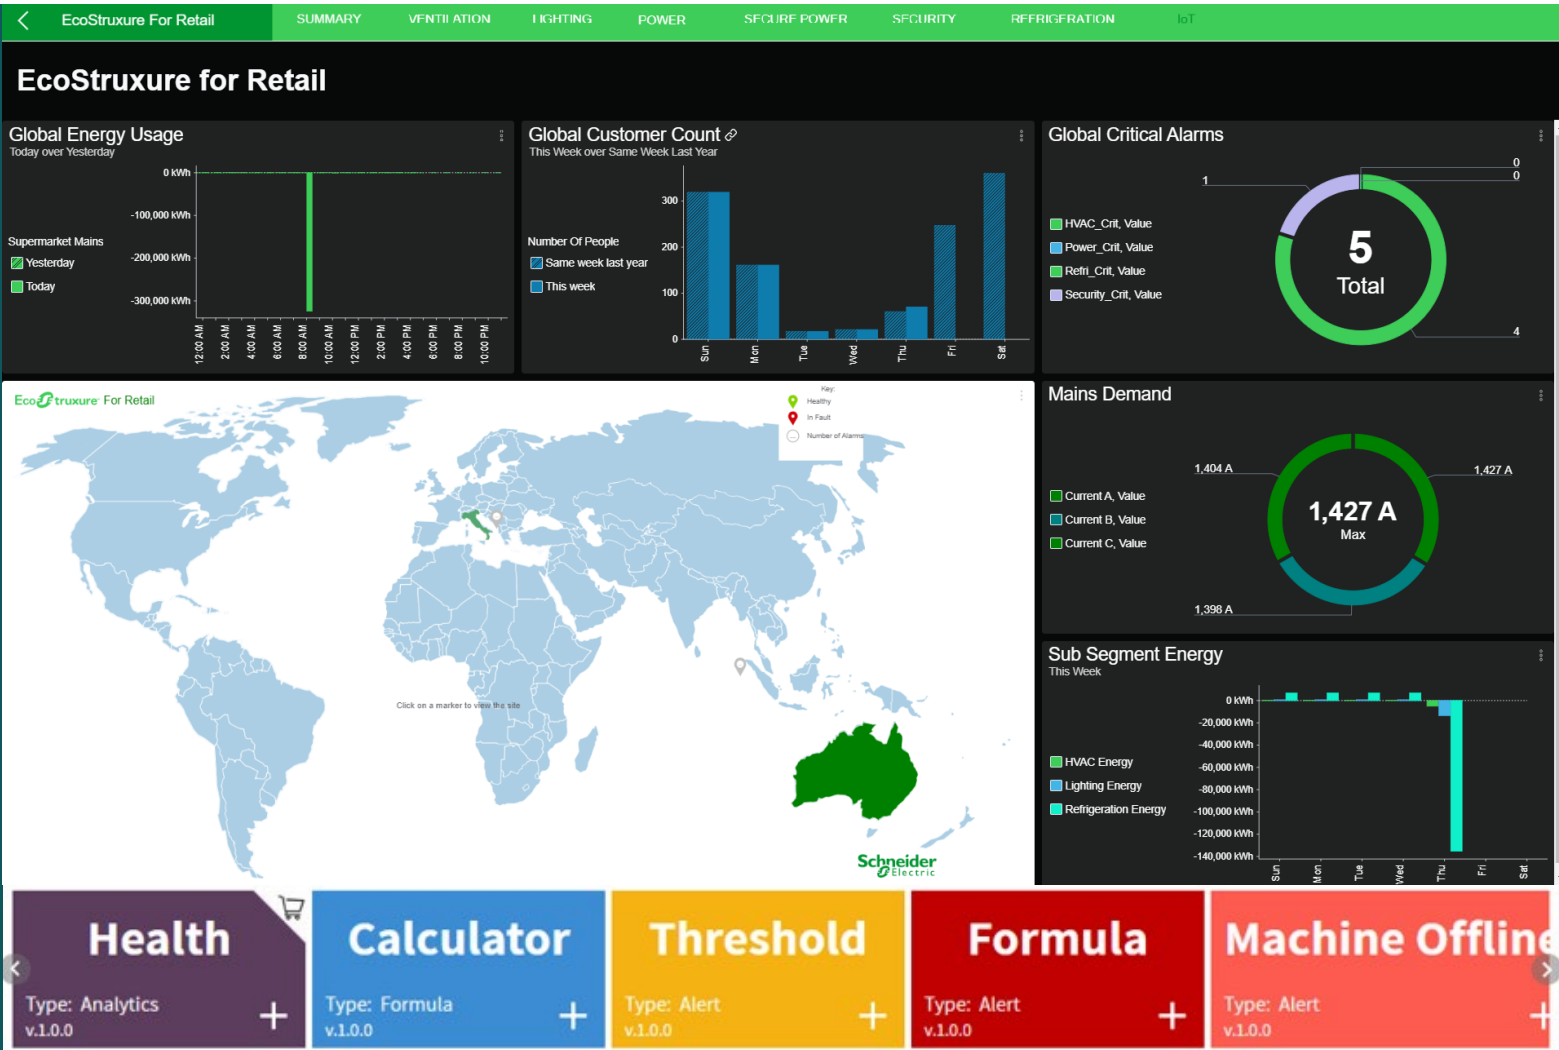 EcoStruxure For Retail
SUMMARY
VENTILATION
LIGHTING
POWER
SECURE POWER
SECURITY
REFRIGERATION
IoT
EcoStruxure for Retail
Global Energy Usage
Today over Yesterday
Supermarket Mains
Yesterday
Today
0 kWh
-100,000 kWh
-200,000 kWh
-300,000 kWh
12:00 AM
2:00 AM
4:00 AM
6:00 AM
8:00 AM
10:00 AM
12:00 PM
2:00 PM
4:00 PM
6:00 PM
8:00 PM
10:00 PM
Global Customer Count
This Week over Same Week Last Year
Number Of People
Same week last year
This week
300
200
100
0
Sun
Mon
Tue
Wed
Thu
Fri
Sat
Global Critical Alarms
HVAC_Crit, Value
Power_Crit, Value
Refri_Crit, Value
Security_Crit, Value
0
0
1
5
Total
4
EcoStruxure For Retail
Key:
Healthy
In Fault
Number of Alarms
Click on a marker to view the site
Schneider
Electric
Mains Demand
Current A, Value
Current B, Value
Current C, Value
1,404 A
1,427 A
1,427 A
Max
1,398 A
Sub Segment Energy
This Week
HVAC Energy
Lighting Energy
Refrigeration Energy
0 kWh
-20,000 kWh
-40,000 kWh
-60,000 kWh
-80,000 kWh
-100,000 kWh
-120,000 kWh
-140,000 kWh
Sun
Mon
Tue
Wed
Thu
Fri
Sat
Health
Type: Analytics
v.1.0.0
Calculator
Type: Formula
v.1.0.0
Threshold
Type: Alert
v.1.0.0
Formula
Type: Alert
v.1.0.0
Machine Offline
Type: Alert
v.1.0.0